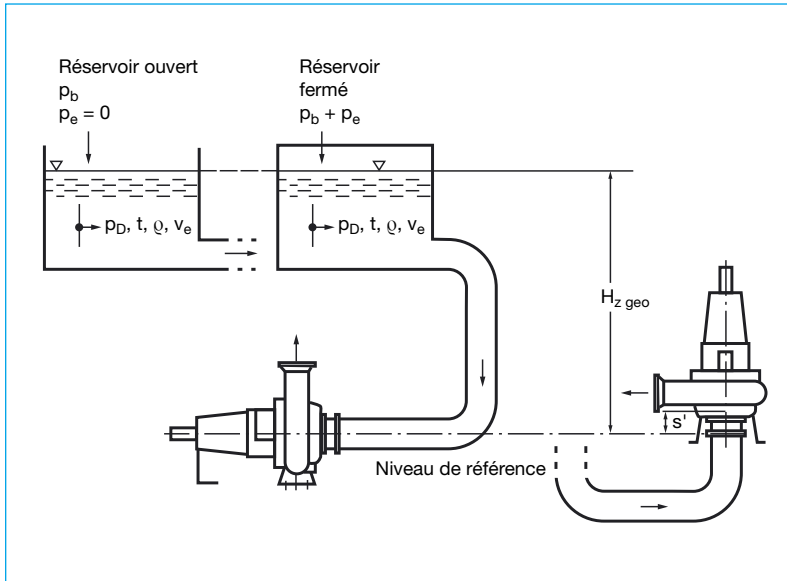 Réservoir ouvert
p_b
p_e = 0
Réservoir
fermé
p_b + p_e
p_D, t, ϱ, v_e
p_D, t, ϱ, v_e
H_z geo
s'
Niveau de référence